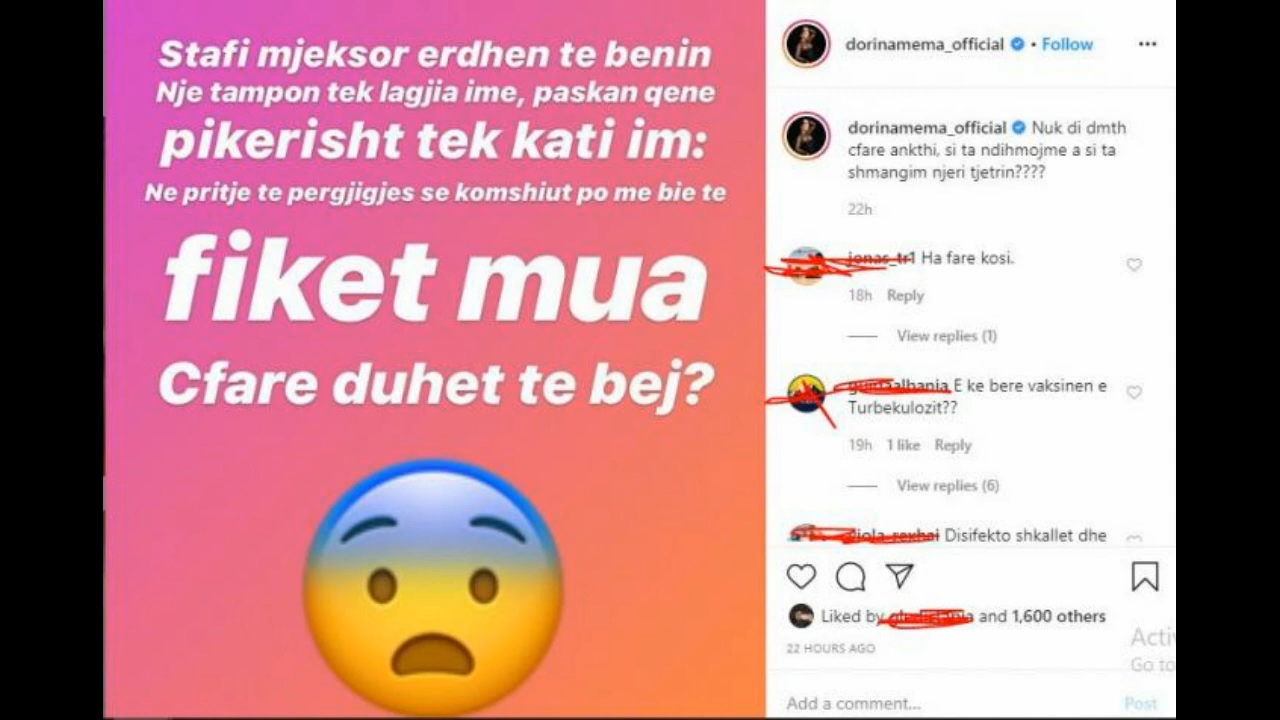 Stafi mjeksor erdhen te benin
Nje tampon tek lagjia ime, paskan qene
pikerisht tek kati im:
Ne pritje te pergjigjes se komshiut po me bie te
fiket mua
Cfare duhet te bej?
dorinamema_official • Follow
dorinamema_official Nuk di dmth
cfare ankthi, si ta ndihmojme a si ta
shmangim njeri tjetrin????
22h
Ha fare kosi.
18h Reply
View replies (1)
E ke bere vaksinen e
Turbekulozit??
19h 1 like Reply
View replies (6)
Disifekto shkallet dhe
Liked by and 1,600 others
22 HOURS AGO
Go to
Add a comment...
Post